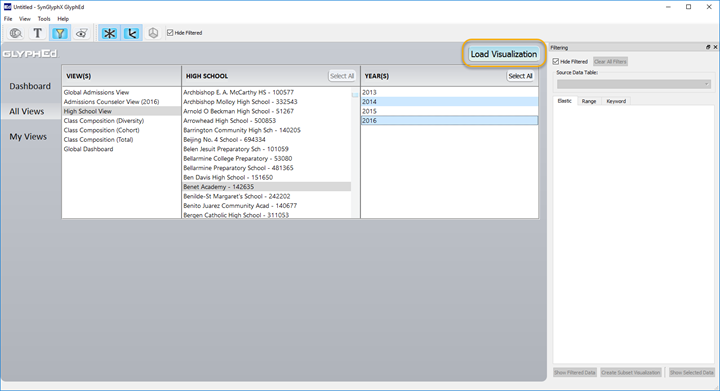 Untitled - SynGlyphX GlyphEd
File View Tools Help
T Hide Filtered
GLYPHED
Load Visualization
Dashboard
All Views
My Views
VIEW(S)
Global Admissions View
Admissions Counselor View (2016)
High School View
Class Composition (Diversity)
Class Composition (Cohort)
Class Composition (Total)
Global Dashboard
HIGH SCHOOL Select All
Archbishop E. A. McCarthy HS - 100577
Archbishop Molloy High School - 332543
Arnold O Beckman High School - 51267
Arrowhead High School - 500853
Barrington Community High Sch - 140205
Beijing No. 4 School - 694334
Belen Jesuit Preparatory Sch - 101059
Bellarmine College Preparatory - 53080
Bellarmine Preparatory School - 481365
Ben Davis High School - 151650
Benet Academy - 142635
Benilde-St Margaret's School - 242202
Benito Juarez Community Acad - 140677
Bergen Catholic High School - 311053
YEAR(S) Select All
2013
2014
2015
2016
Filtering
Hide Filtered Clear All Filters
Source Data Table:
Elastic Range Keyword
Show Filtered Data Create Subset Visualization Show Selected Data